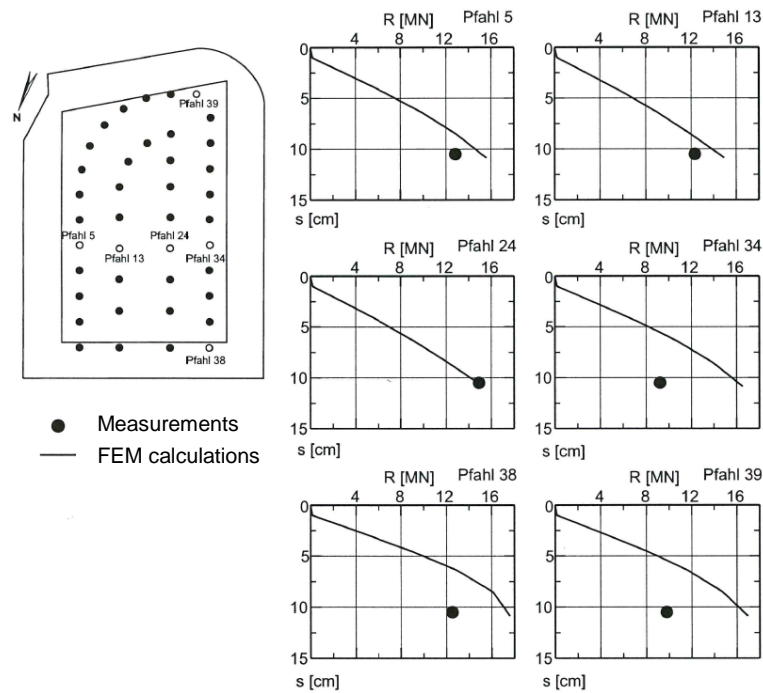 N
Pfahl 39
Pfahl 5
Pfahl 13
Pfahl 24
Pfahl 34
Pfahl 38
Measurements
FEM calculations
R [MN] Pfahl 5
4 8 12 16
0
5
10
15
s [cm]
R [MN] Pfahl 13
4 8 12 16
0
5
10
15
s [cm]
R [MN] Pfahl 24
4 8 12 16
0
5
10
15
s [cm]
R [MN] Pfahl 34
4 8 12 16
0
5
10
15
s [cm]
R [MN] Pfahl 38
4 8 12 16
0
5
10
15
s [cm]
R [MN] Pfahl 39
4 8 12 16
0
5
10
15
s [cm]